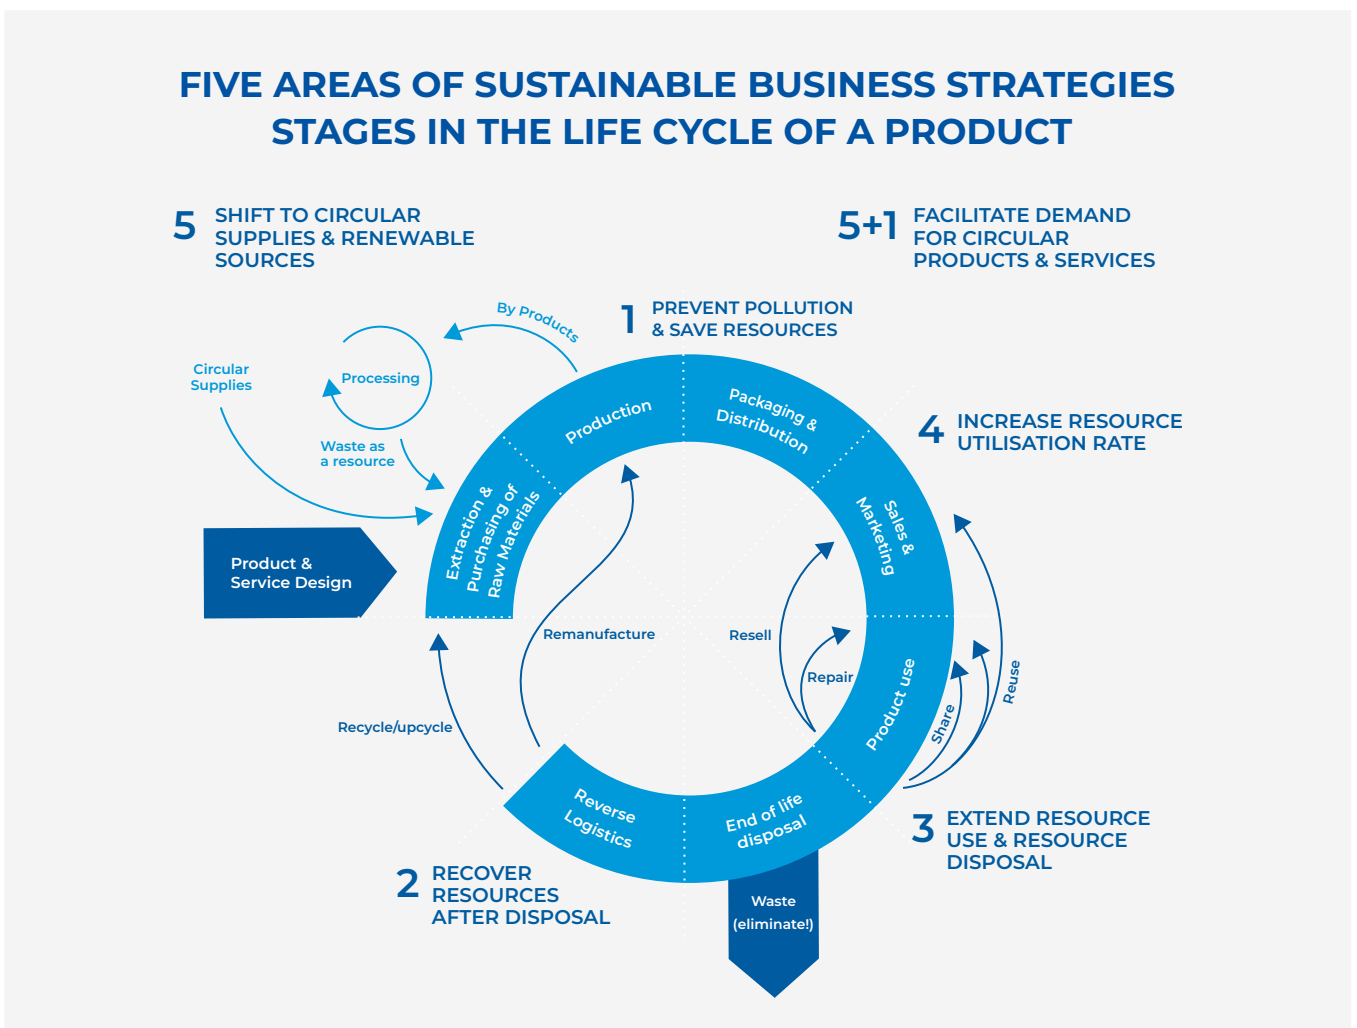 FIVE AREAS OF SUSTAINABLE BUSINESS STRATEGIES
STAGES IN THE LIFE CYCLE OF A PRODUCT
5
SHIFT TO CIRCULAR
SUPPLIES & RENEWABLE
SOURCES
5+1
FACILITATE DEMAND
FOR CIRCULAR
PRODUCTS & SERVICES
1
PREVENT POLLUTION
& SAVE RESOURCES
By Products
Circular
Supplies
Processing
Waste as
a resource
Production
Packaging &
Distribution
4
INCREASE RESOURCE
UTILISATION RATE
Extraction &
Purchasing of
Raw Materials
Sales &
Marketing
Product &
Service Design
Remanufacture
Resell
Repair
Product use
Share
Reuse
Recycle/upcycle
Reverse
Logistics
End of life
disposal
3
EXTEND RESOURCE
USE & RESOURCE
DISPOSAL
2
RECOVER
RESOURCES
AFTER DISPOSAL
Waste
(eliminate!)